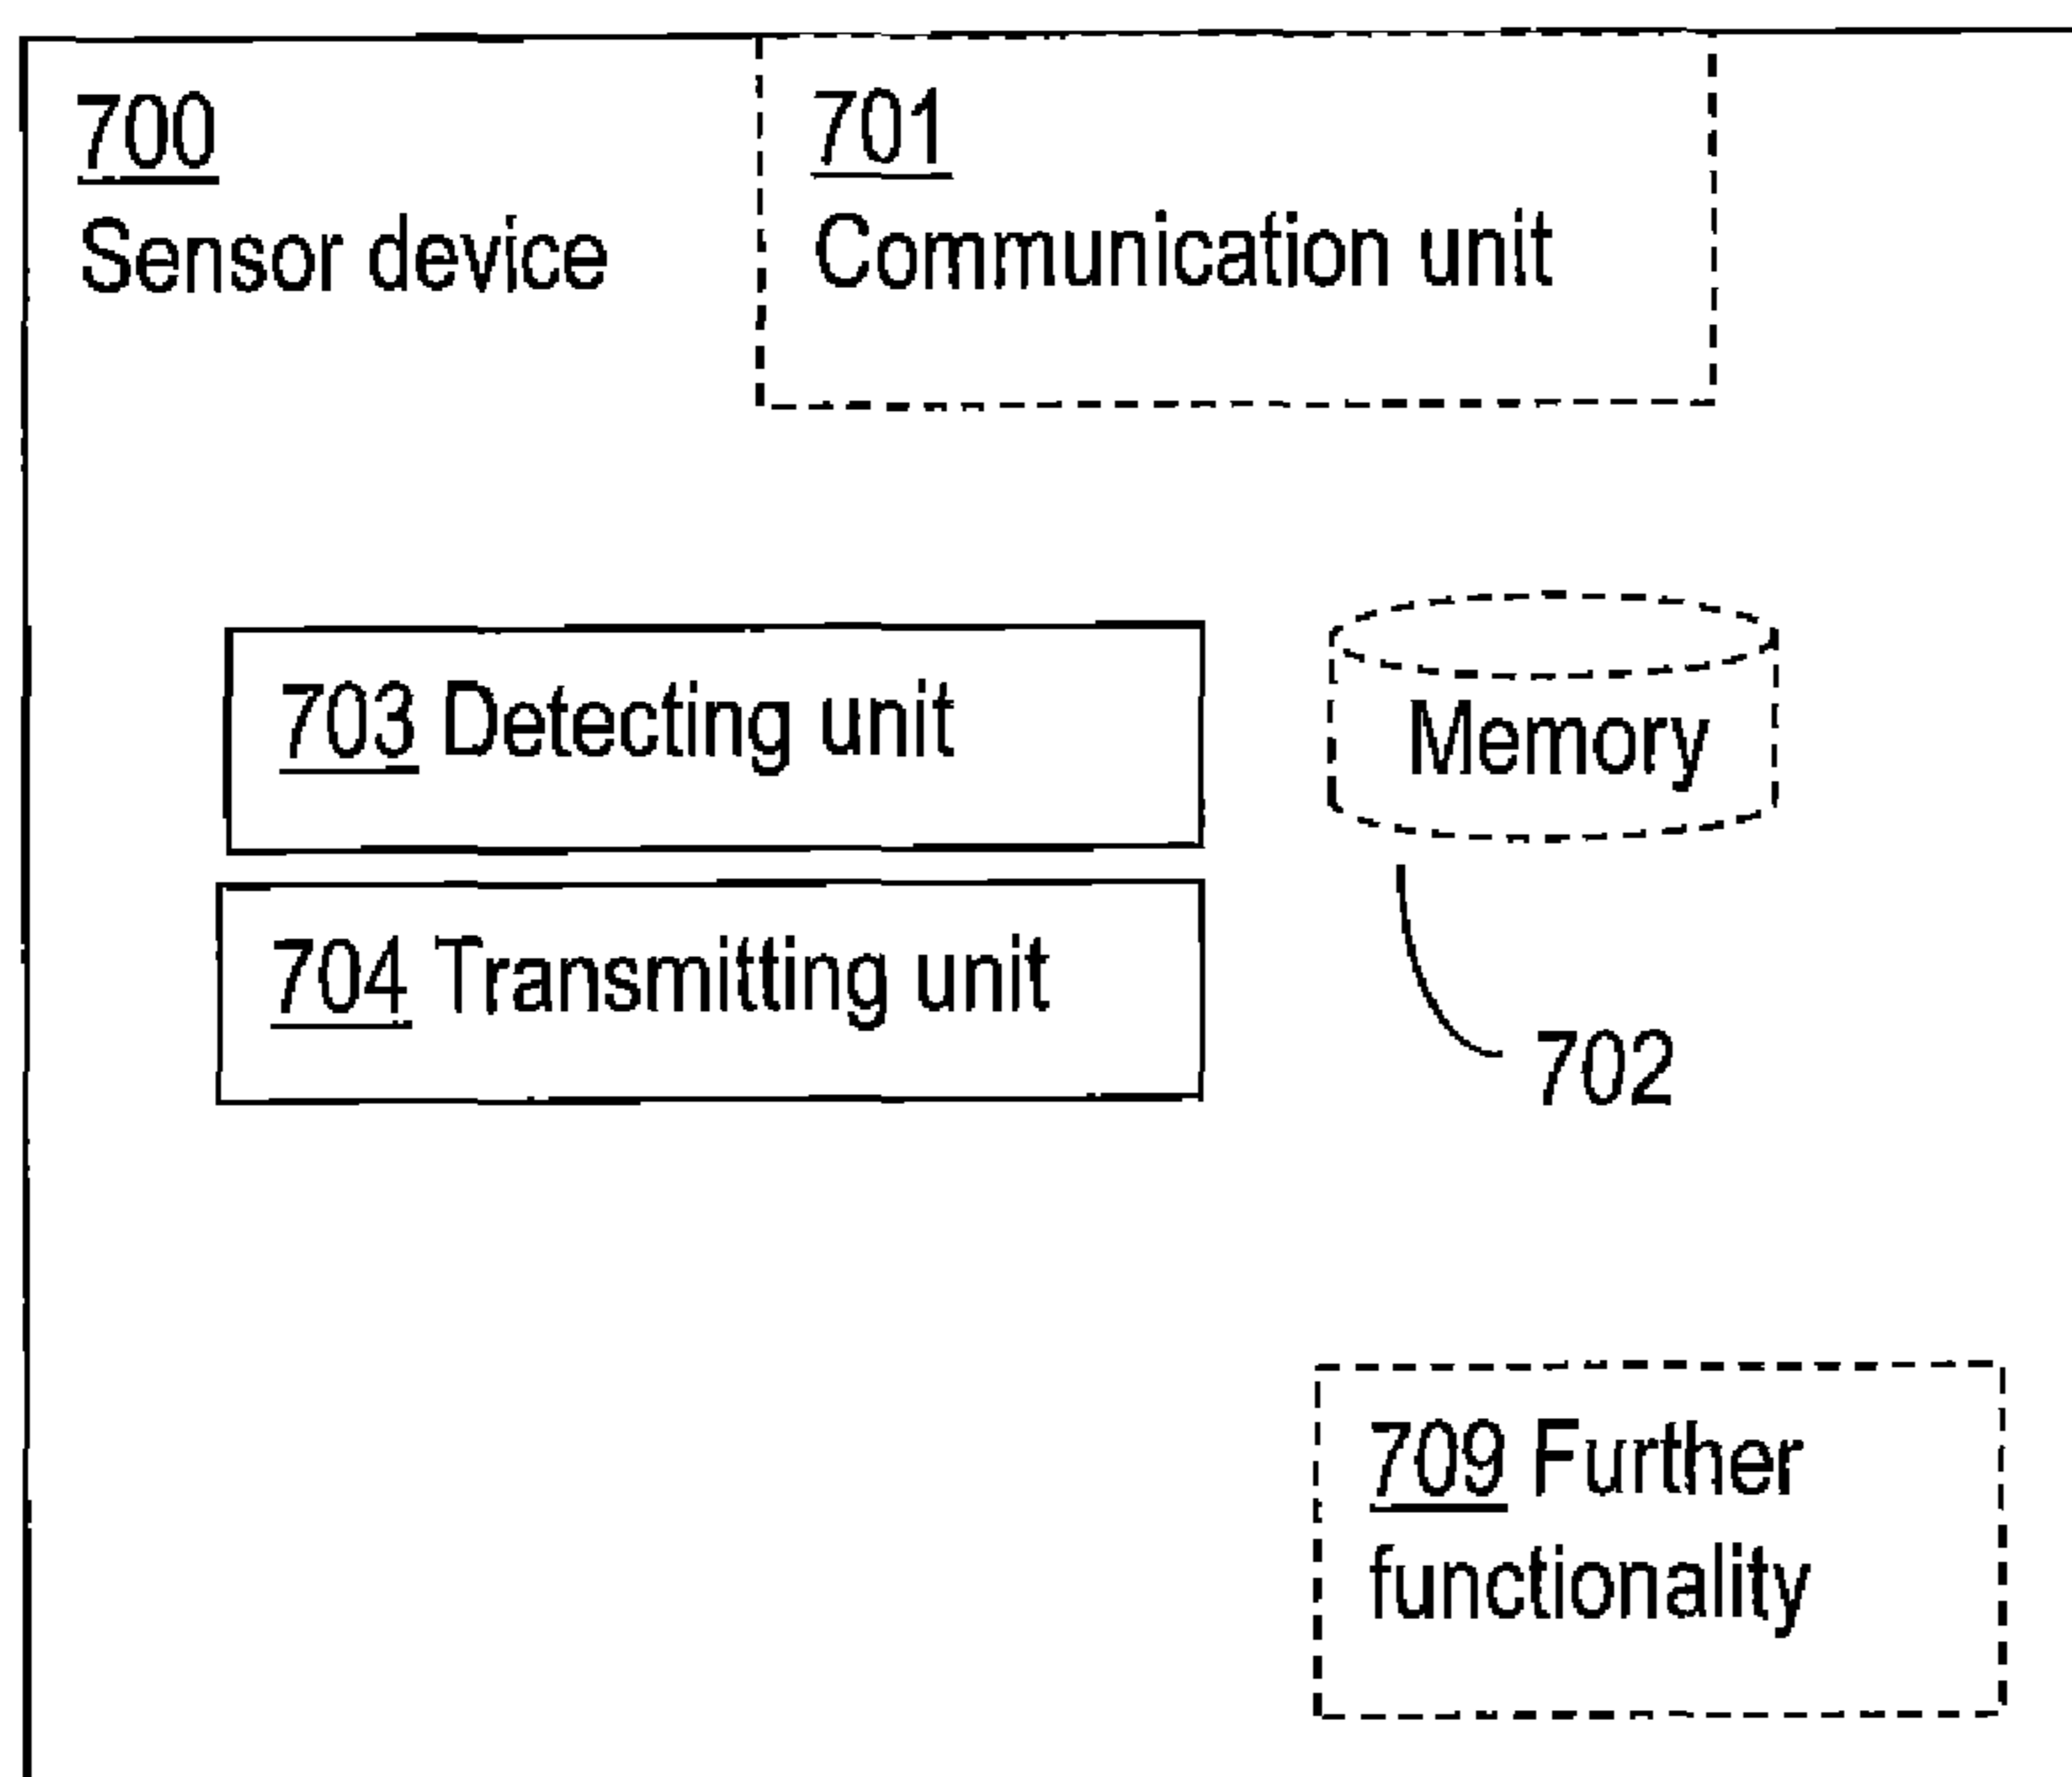 700
Sensor device
701
Communication unit
703 Detecting unit
Memory
704 Transmitting unit
702
709 Further
functionality